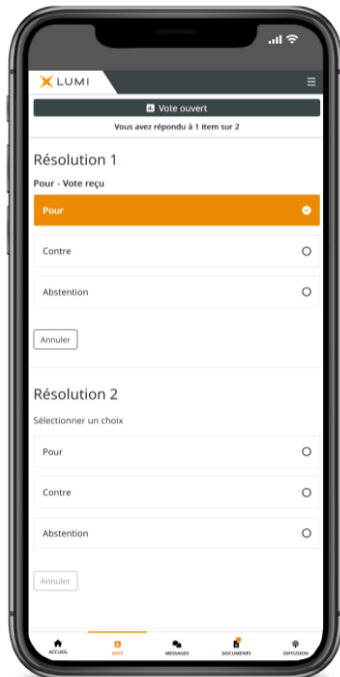 LUMI
Vote ouvert
Vous avez répondu à 1 item sur 2
Résolution 1
Pour - Vote reçu
Pour
Contre
Abstention
Annuler
Résolution 2
Sélectionner un choix
Pour
Contre
Abstention
Annuler
ACCUEIL VOTE MESSAGES DOCUMENTS DIFFUSION